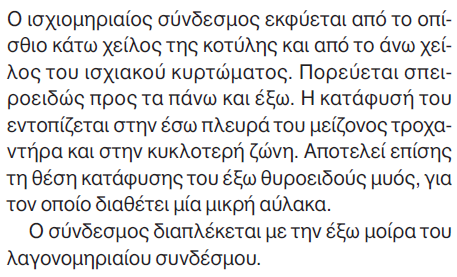 Ο ισχιομηριαίος σύνδεσμος εκφύεται από το οπί-
σθιο κάτω χείλος της κοτύλης και από το άνω χεί-
λος του ισχιακού κυρτώματος. Πορεύεται σπει-
ροειδώς προς τα πάνω και έξω. Η κατάφυσή του
εντοπίζεται στην έσω πλευρά του μείζονος τροχα-
ντήρα και στην κυκλοτερή ζώνη. Αποτελεί επίσης
τη θέση κατάφυσης του έξω θυροειδούς μυός, για
τον οποίο διαθέτει μία μικρή αύλακα.
Ο σύνδεσμος διαπλέκεται με την έξω μοίρα του
λαγονομηριαίου συνδέσμου.